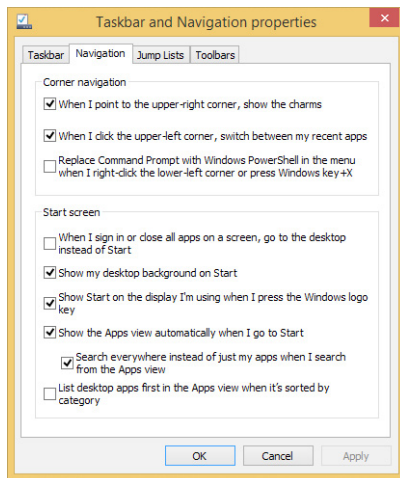 Taskbar and Navigation properties
Taskbar Navigation Jump Lists Toolbars
Corner navigation
When I point to the upper-right corner, show the charms
When I click the upper-left corner, switch between my recent apps
Replace Command Prompt with Windows PowerShell in the menu
when I right-click the lower-left corner or press Windows key+X
Start screen
When I sign in or close all apps on a screen, go to the desktop
instead of Start
Show my desktop background on Start
Show Start on the display I'm using when I press the Windows logo
key
Show the Apps view automatically when I go to Start
Search everywhere instead of just my apps when I search
from the Apps view
List desktop apps first in the Apps view when it's sorted by
category
OK Cancel Apply